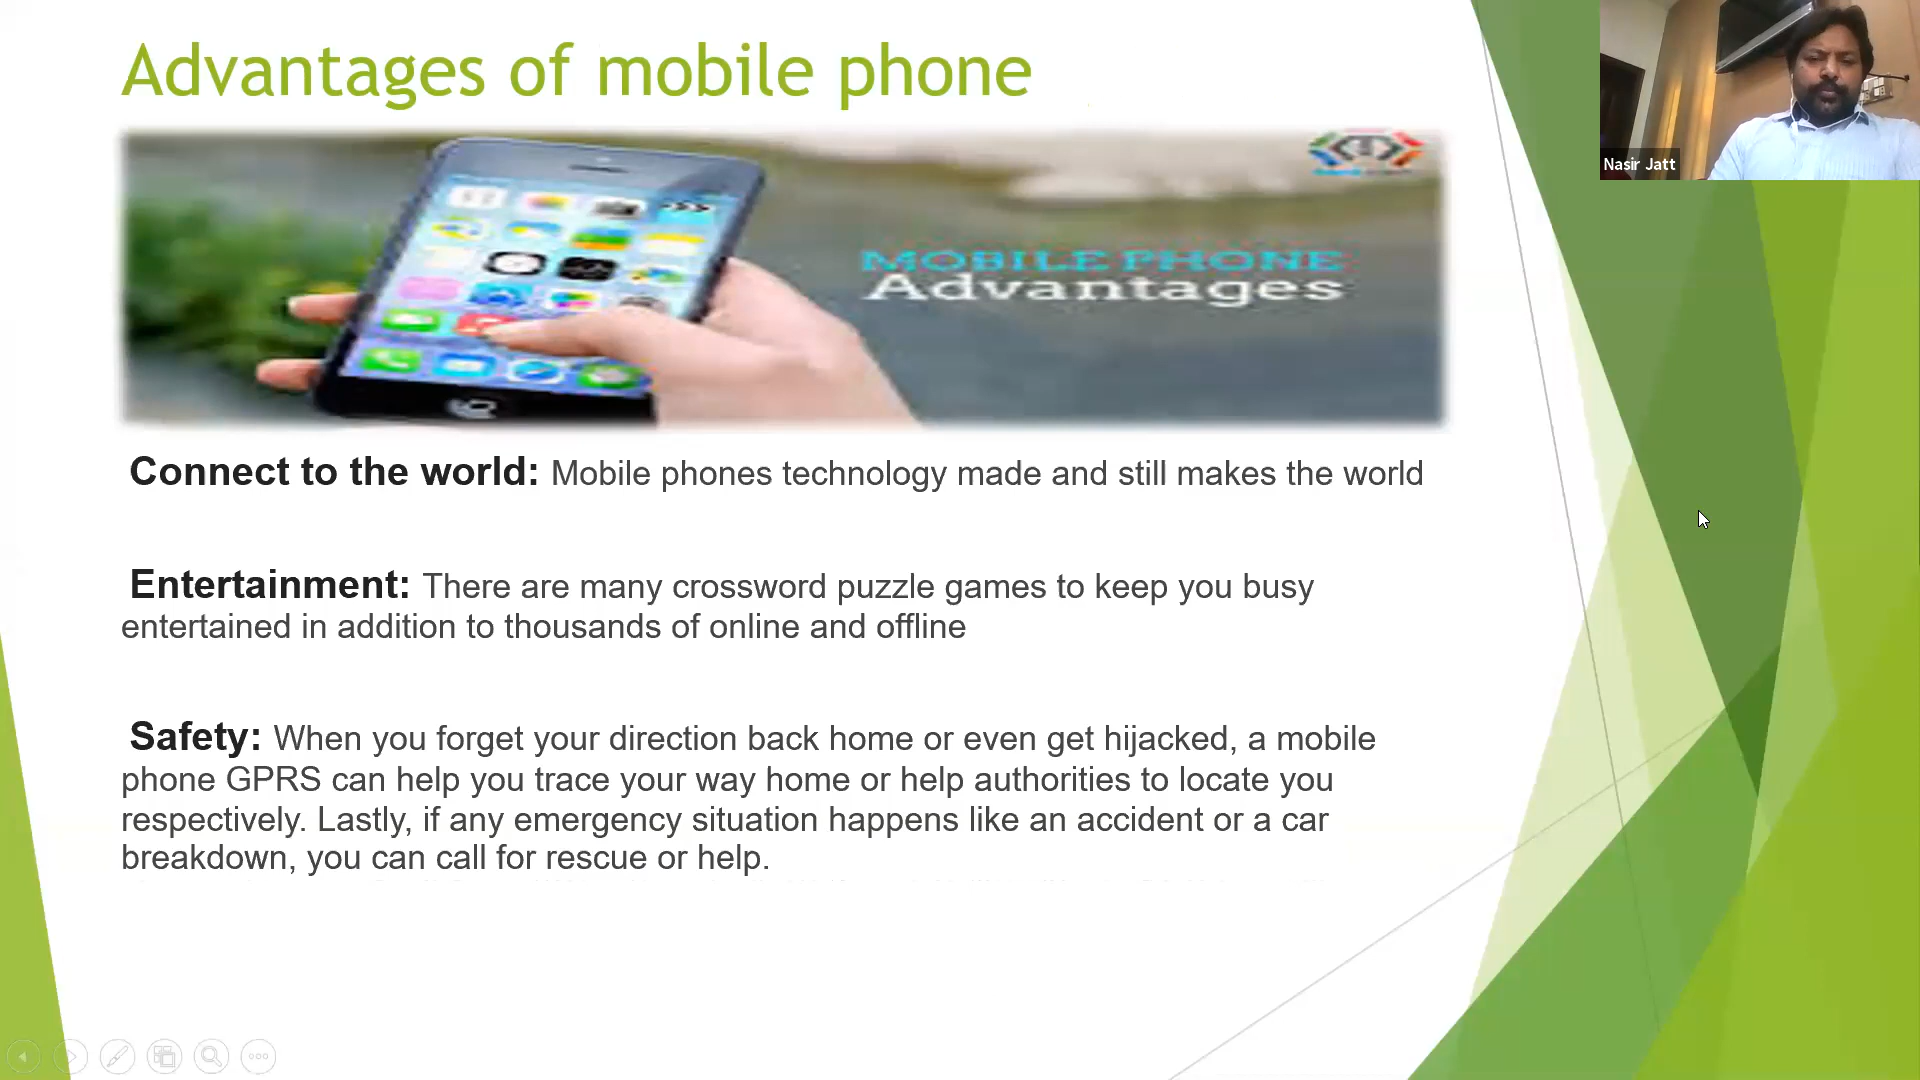 Advantages of mobile phone
Nasir Jatt
MOBILE PHONE
Advantages
Connect to the world: Mobile phones technology made and still makes the world
Entertainment: There are many crossword puzzle games to keep you busy
entertained in addition to thousands of online and offline
Safety: When you forget your direction back home or even get hijacked, a mobile
phone GPRS can help you trace your way home or help authorities to locate you
respectively. Lastly, if any emergency situation happens like an accident or a car
breakdown, you can call for rescue or help.